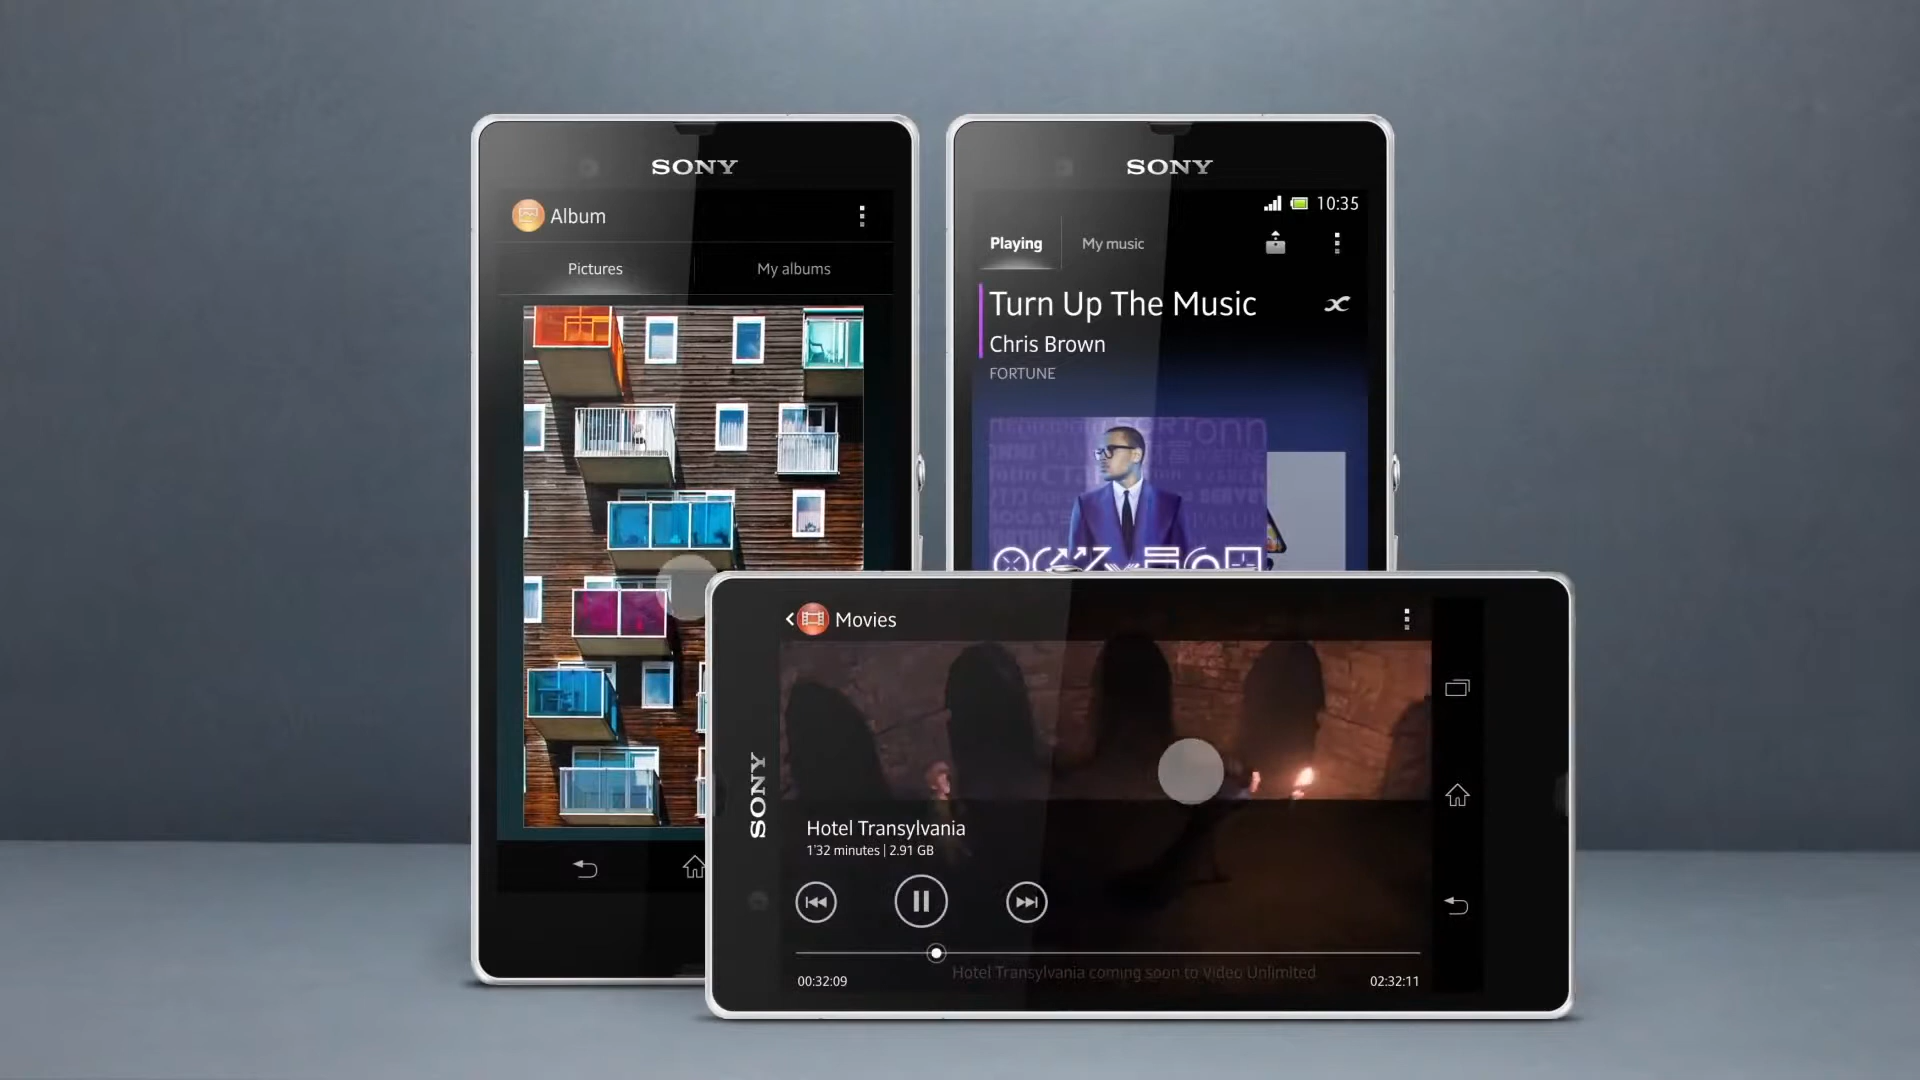 SONY
Album
Pictures
My albums
SONY
10:35
Playing
My music
Turn Up The Music
Chris Brown
FORTUNE
SONY
Movies
Hotel Transylvania
1'32 minutes | 2.91 GB
Hotel Transylvania coming soon to Video Unlimited
00:32:09
02:32:11